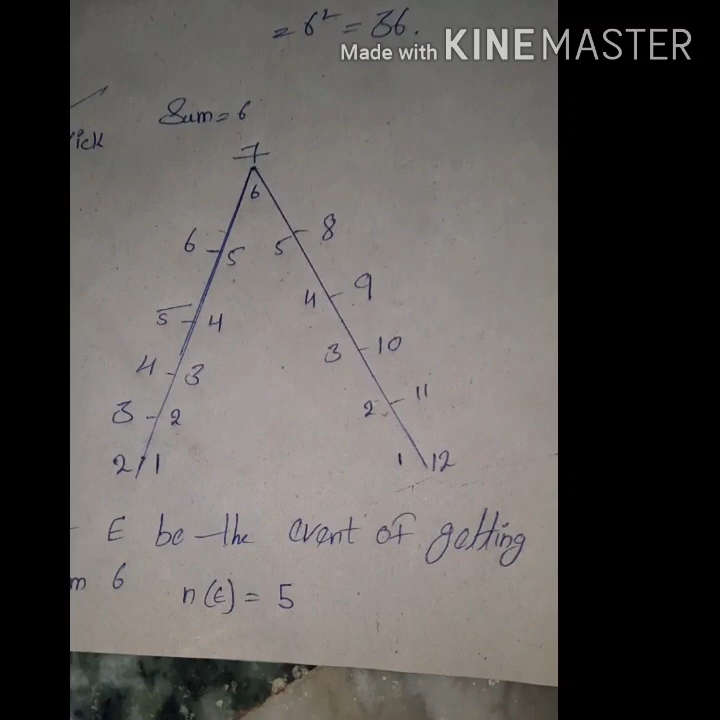 = 6² = 36.
Made with KINEMASTER
Sum = 6
ick
7
6
6 5 5 8
5 4 4 9
4 3 3 10
3 2 2 11
2 1 1 12
E be the event of getting
m 6 n(E) = 5